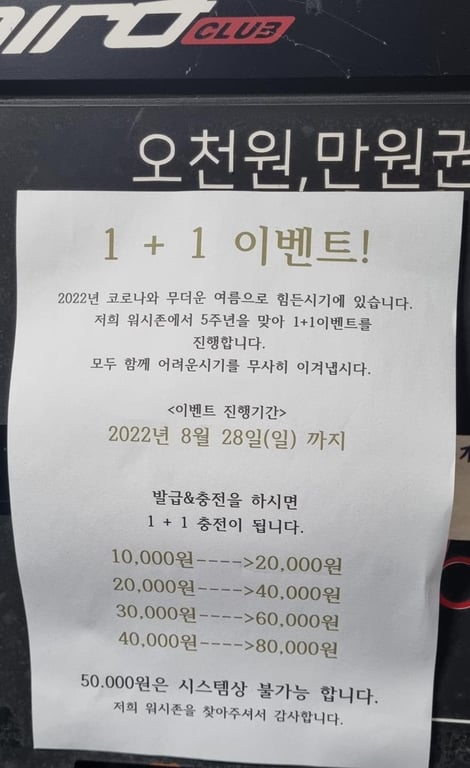 CLUB
오천원,만원권
1 + 1 이벤트!
2022년 코로나와 무더운 여름으로 힘든시기에 있습니다.
저희 워시존에서 5주년을 맞아 1+1이벤트를
진행합니다.
모두 함께 어려운시기를 무사히 이겨냅시다.
<이벤트 진행기간>
2022년 8월 28일(일) 까지
발급&충전을 하시면
1 + 1 충전이 됩니다.
10,000원---->20,000원
20,000원---->40,000원
30,000원---->60,000원
40,000원---->80,000원
50.000원은 시스템상 불가능 합니다.
저희 워시존을 찾아주셔서 감사합니다.